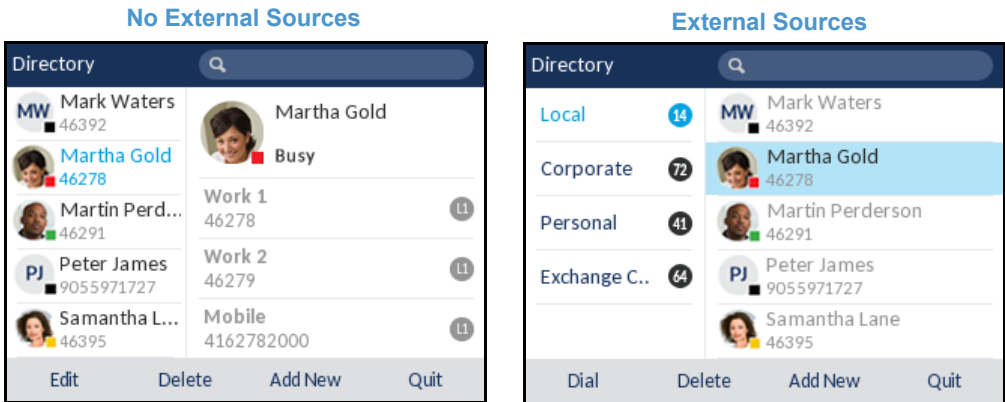 No External Sources
Directory
MW
Mark Waters
46392
Martha Gold
46278
Martin Perd...
46291
PJ
Peter James
9055971727
Samantha L...
46395
Martha Gold
Busy
Work 1
46278
L1
Work 2
46279
L1
Mobile
4162782000
L1
Edit Delete Add New Quit
External Sources
Directory
Local 14
Corporate 72
Personal 41
Exchange C.. 64
MW
Mark Waters
46392
Martha Gold
46278
Martin Perderson
46291
PJ
Peter James
9055971727
Samantha Lane
46395
Dial Delete Add New Quit